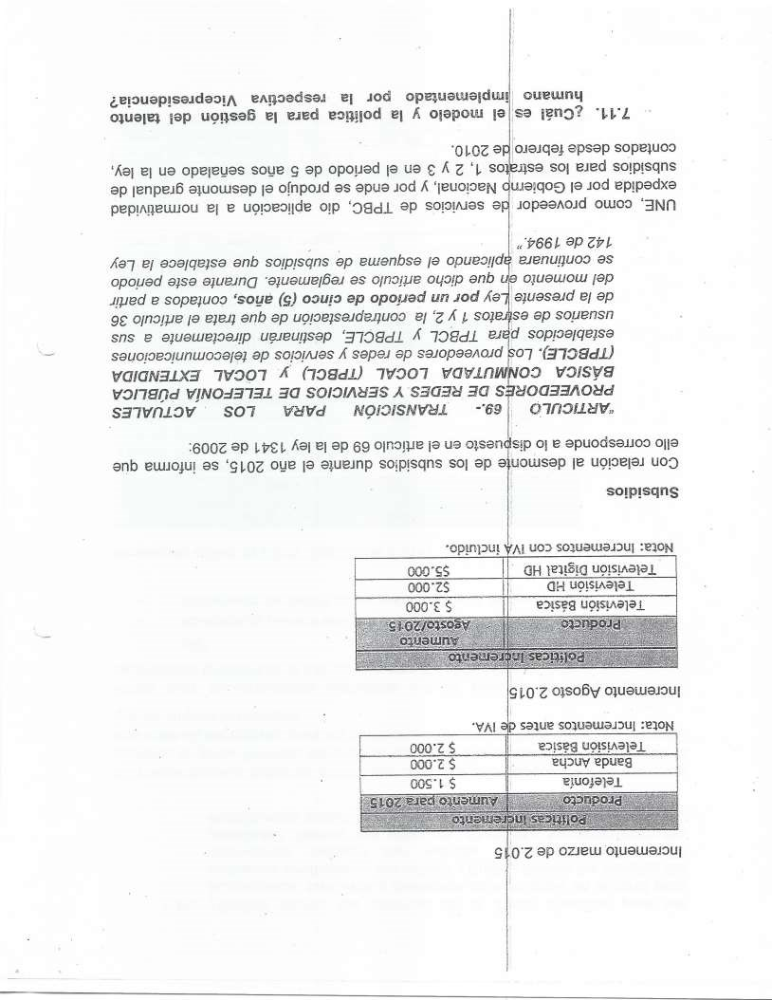 Incremento marzo de 2.015
Políticas Incremento
Producto Aumento para 2015
Telefonía $ 1.500
Banda Ancha $ 2.000
Televisión Básica $ 2.000
Nota: Incrementos antes de IVA.
Incremento Agosto 2.015
Políticas Incremento
Producto Aumento Agosto/2015
Televisión Básica $ 3.000
Televisión HD $2.000
Televisión Digital HD $5.000
Nota: Incrementos con IVA incluido.
Subsidios
Con relación al desmonte de los subsidios durante el año 2015, se informa que
ello corresponde a lo dispuesto en el artículo 69 de la ley 1341 de 2009:
"ARTICULO 69.- TRANSICIÓN PARA LOS ACTUALES
PROVEEDORES DE REDES Y SERVICIOS DE TELEFONÍA PÚBLICA
BÁSICA CONMUTADA LOCAL (TPBCL) y LOCAL EXTENDIDA
(TPBCLE). Los proveedores de redes y servicios de telecomunicaciones
establecidos para TPBCL y TPBCLE, destinarán directamente a sus
usuarios de estratos 1 y 2, la contraprestación de que trata el artículo 36
de la presente Ley por un periodo de cinco (5) años, contados a partir
del momento en que dicho artículo se reglamente. Durante este periodo
se continuara aplicando el esquema de subsidios que establece la Ley
142 de 1994."
UNE, como proveedor de servicios de TPBC, dio aplicación a la normatividad
expedida por el Gobierno Nacional, y por ende se produjo el desmonte gradual de
subsidios para los estratos 1, 2 y 3 en el periodo de 5 años señalado en la ley,
contados desde febrero de 2010.
7.11. ¿Cuál es el modelo y la política para la gestión del talento
humano implementado por la respectiva Vicepresidencia?